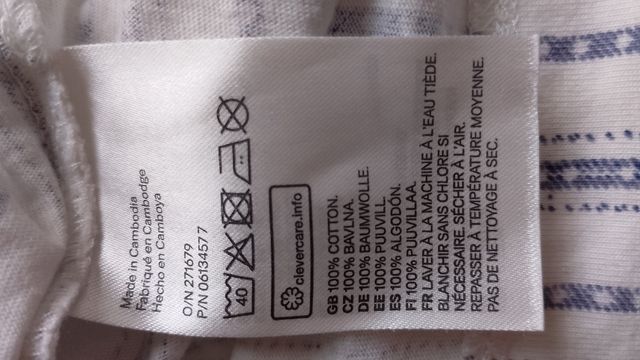 Made in Cambodia
Fabriqué en Cambodge
Hecho en Camboya
O/N 271679
P/N 06134577
40
clevercare.info
GB 100% COTTON.
CZ 100% BAVLNA.
DE 100% BAUMWOLLE.
EE 100% PUUVILL.
ES 100% ALGODÓN.
FI 100% PUUVILLAA.
FR LAVER À LA MACHINE À L'EAU TIÈDE.
BLANCHIR SANS CHLORE SI
NÉCESSAIRE. SÉCHER À L'AIR.
REPASSER À TEMPÉRATURE MOYENNE.
PAS DE NETTOYAGE À SEC.